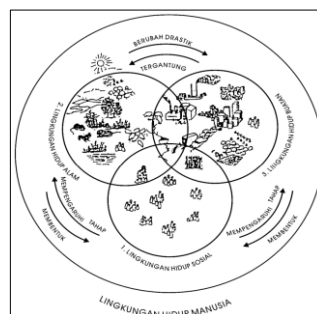 BERUBAH DRASTIK
TERGANTUNG
2. LINGKUNGAN HIDUP ALAM
3. LINGKUNGAN HIDUP BUATAN
MEMPENGARUHI TAHAP
MEMBENTUK
MEMPENGARUHI TAHAP
MEMBENTUK
1. LINGKUNGAN HIDUP SOSIAL
LINGKUNGAN HIDUP MANUSIA